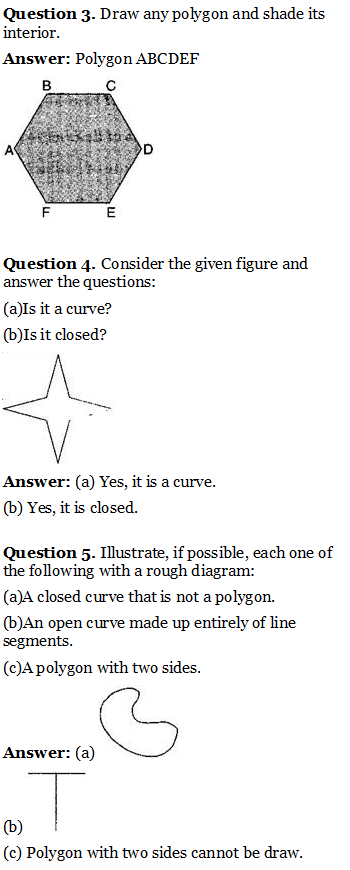 Question 3. Draw any polygon and shade its
interior.
Answer: Polygon ABCDEF
B C
A D
F E
Question 4. Consider the given figure and
answer the questions:
(a)Is it a curve?
(b)Is it closed?
Answer: (a) Yes, it is a curve.
(b) Yes, it is closed.
Question 5. Illustrate, if possible, each one of
the following with a rough diagram:
(a)A closed curve that is not a polygon.
(b)An open curve made up entirely of line
segments.
(c)A polygon with two sides.
Answer: (a)
(b)
(c) Polygon with two sides cannot be draw.